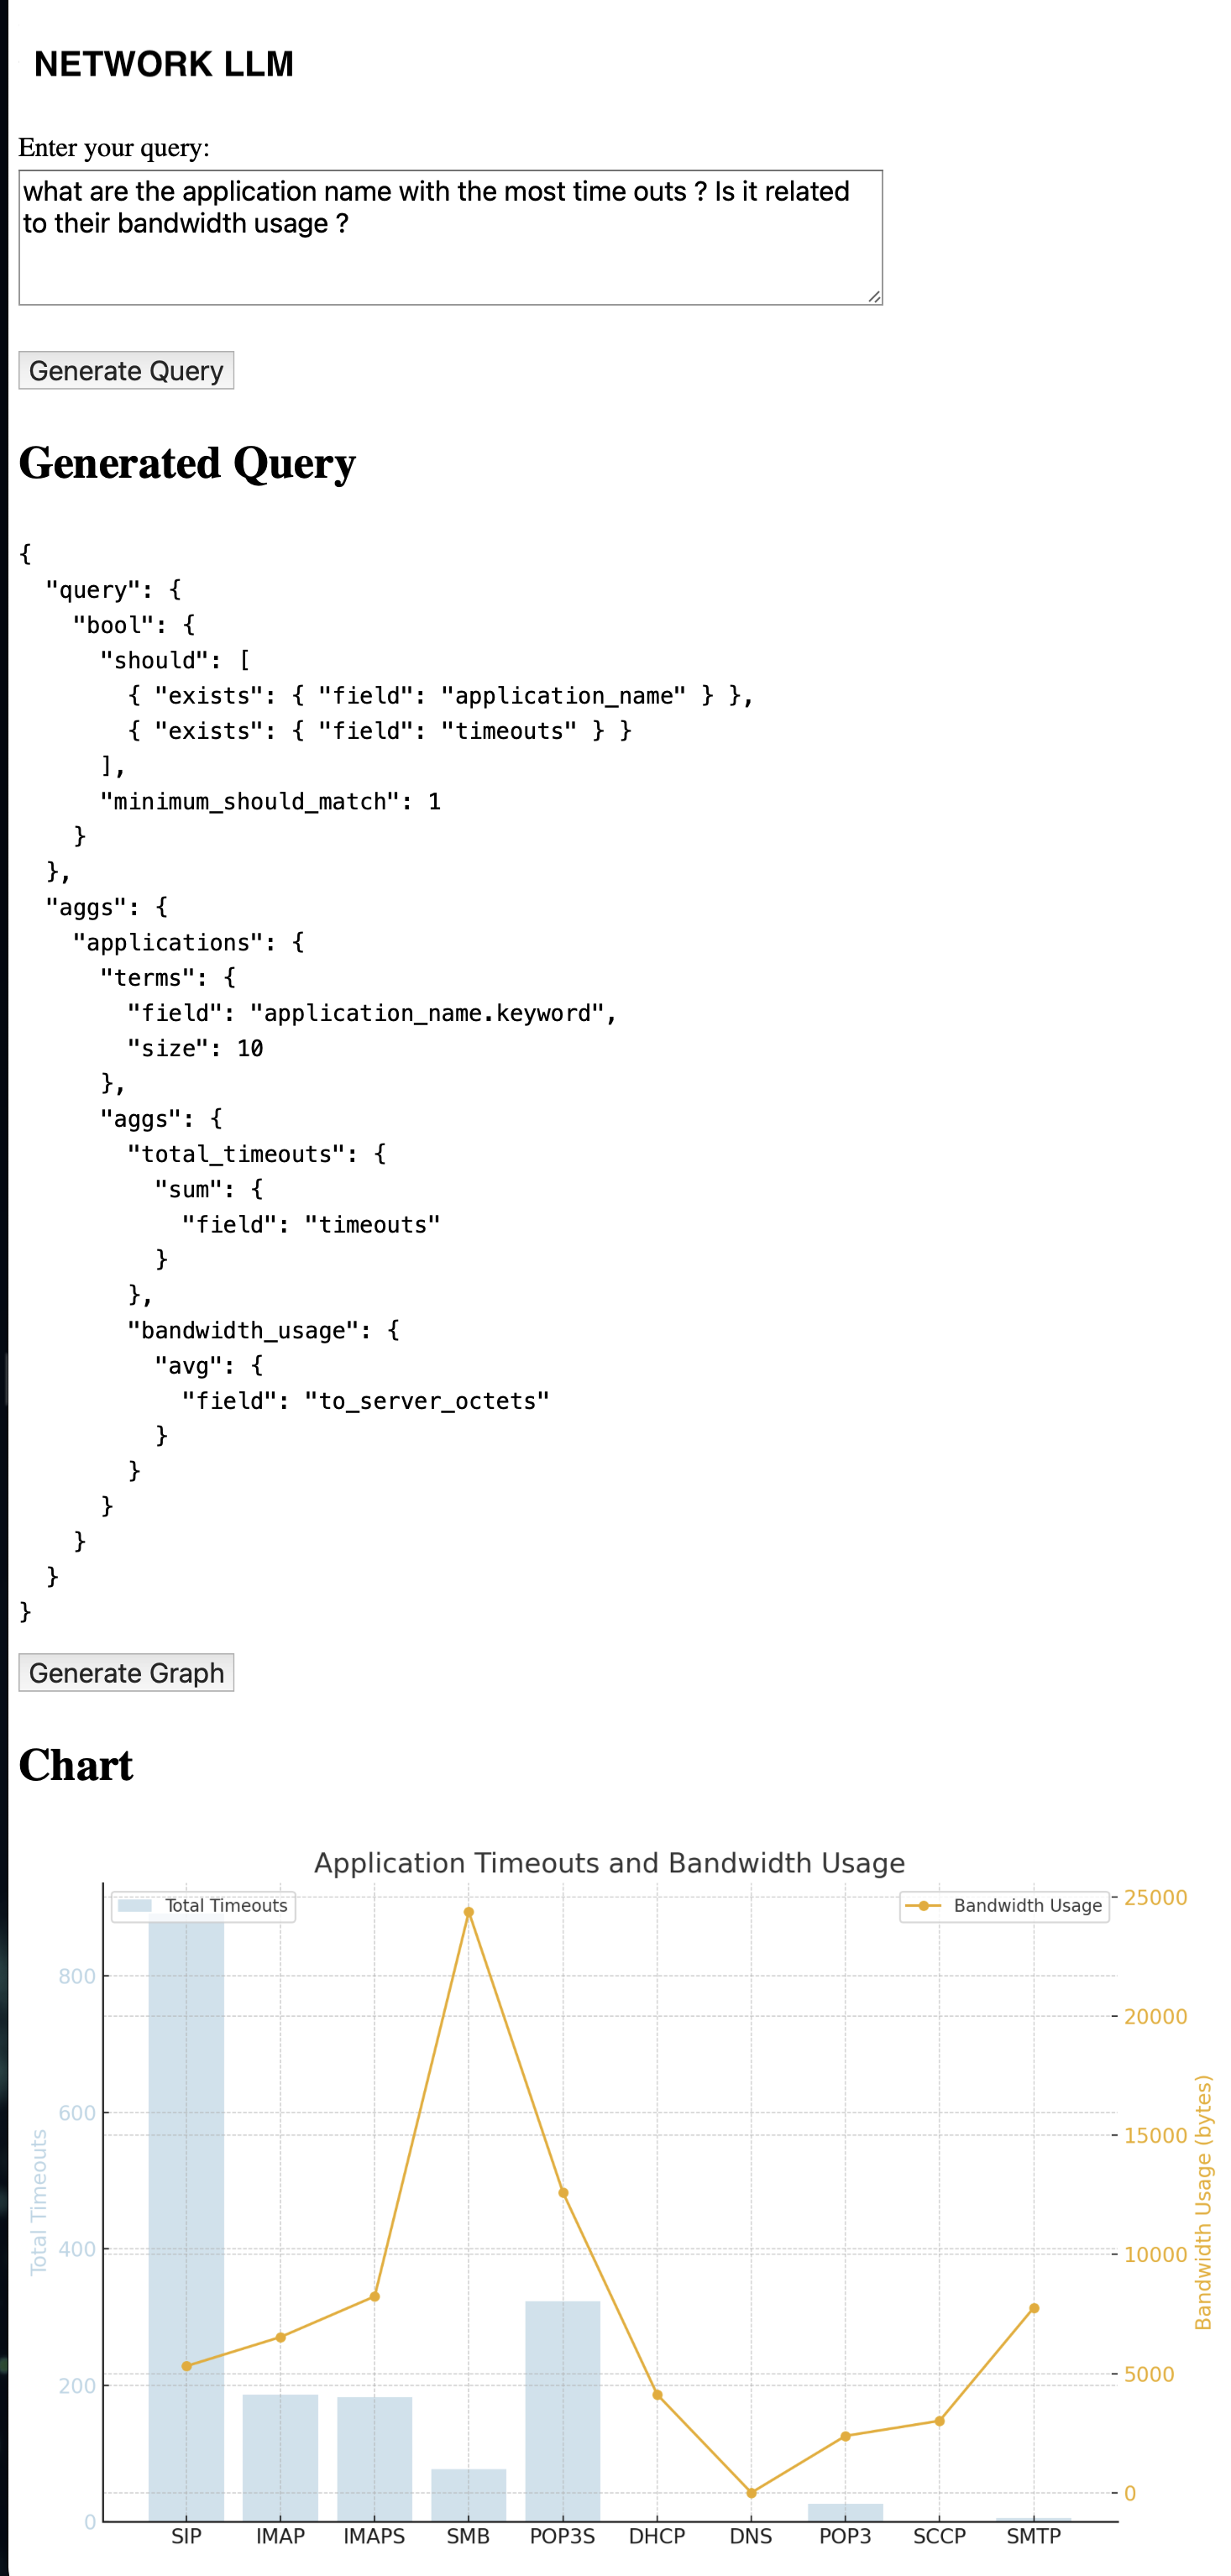 NETWORK LLM
Enter your query:
what are the application name with the most time outs ? Is it related
to their bandwidth usage ?
Generate Query
Generated Query
{
  "query": {
    "bool": {
      "should": [
        { "exists": { "field": "application_name" } },
        { "exists": { "field": "timeouts" } }
      ],
      "minimum_should_match": 1
    }
  },
  "aggs": {
    "applications": {
      "terms": {
        "field": "application_name.keyword",
        "size": 10
      },
      "aggs": {
        "total_timeouts": {
          "sum": {
            "field": "timeouts"
          }
        },
        "bandwidth_usage": {
          "avg": {
            "field": "to_server_octets"
          }
        }
      }
    }
  }
}
Generate Graph
Chart
Application Timeouts and Bandwidth Usage
Total Timeouts
Bandwidth Usage
25000
800
20000
600
15000
400
10000
200
5000
0
0
Total Timeouts
Bandwidth Usage (bytes)
SIP IMAP IMAPS SMB POP3S DHCP DNS POP3 SCCP SMTP